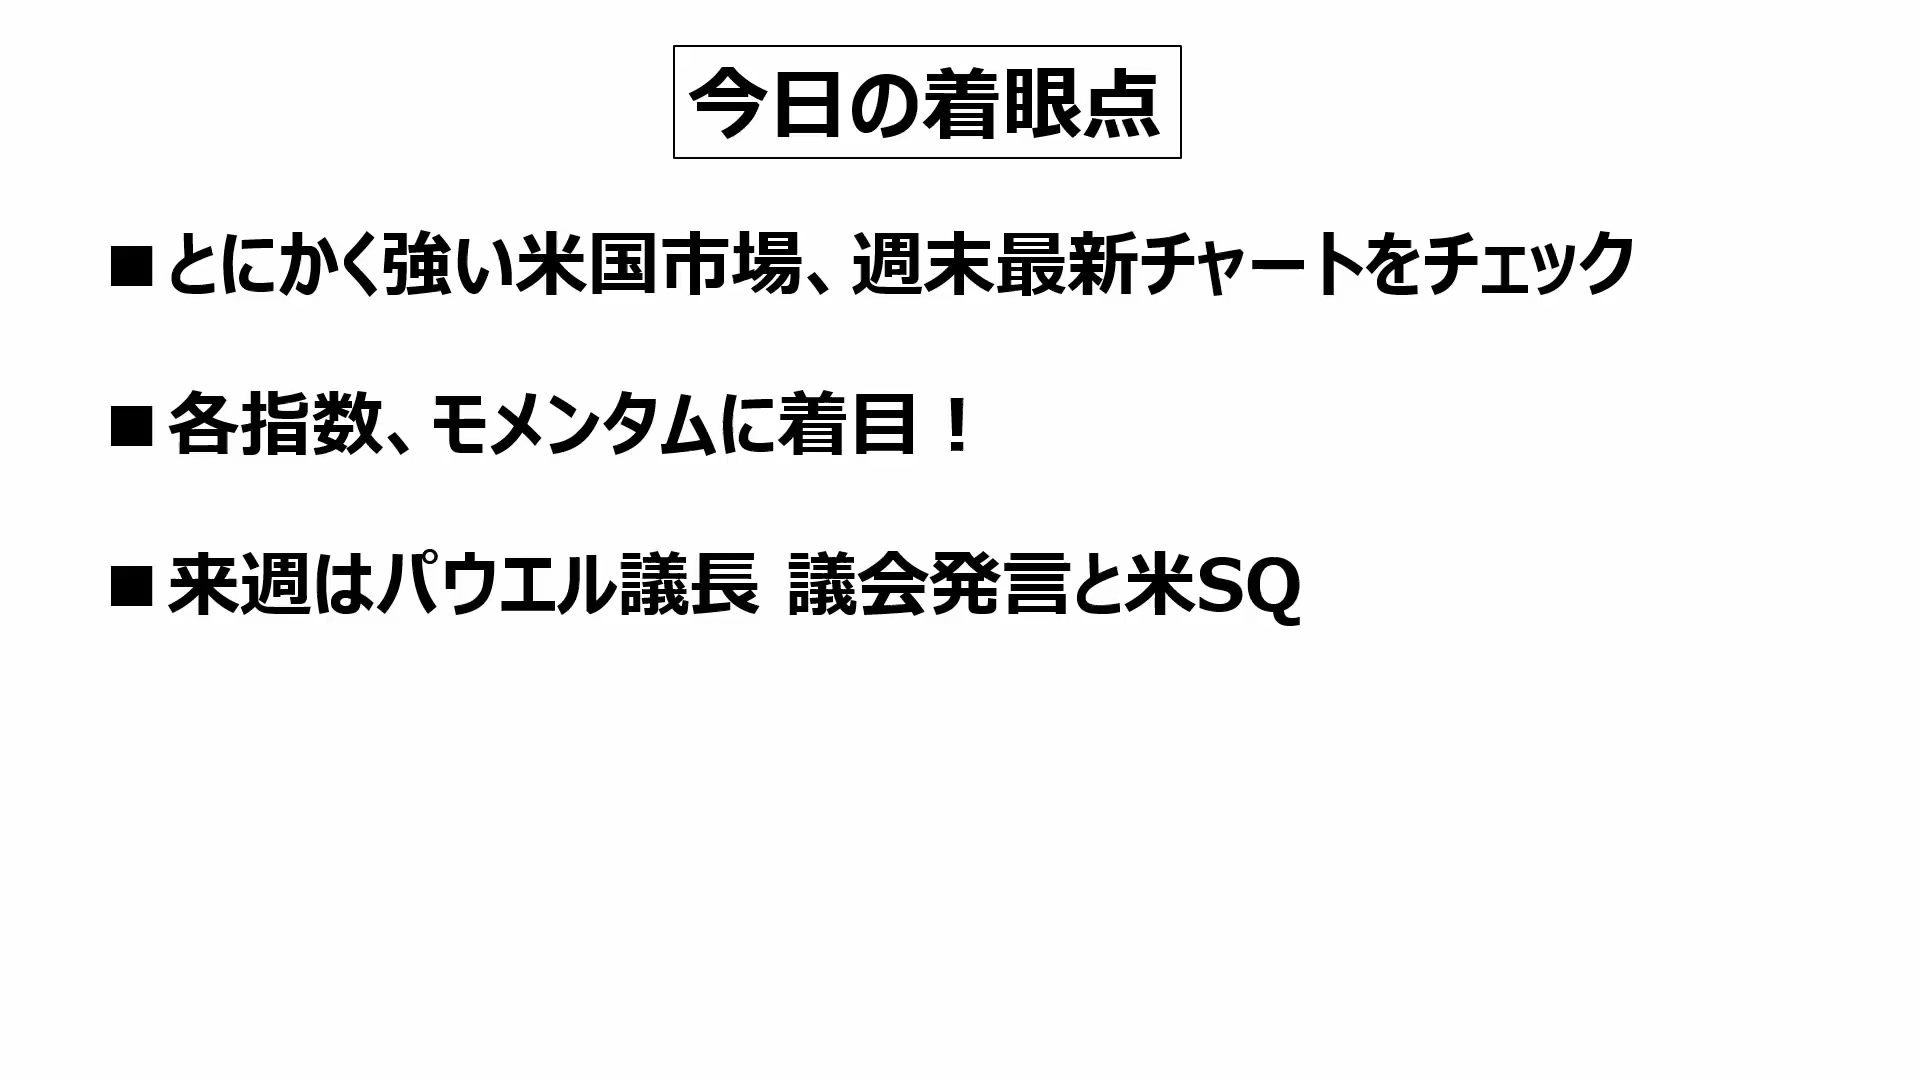 今日の着眼点
■とにかく強い米国市場、週末最新チャートをチェック
■各指数、モメンタムに着目！
■来週はパウエル議長 議会発言と米SQ